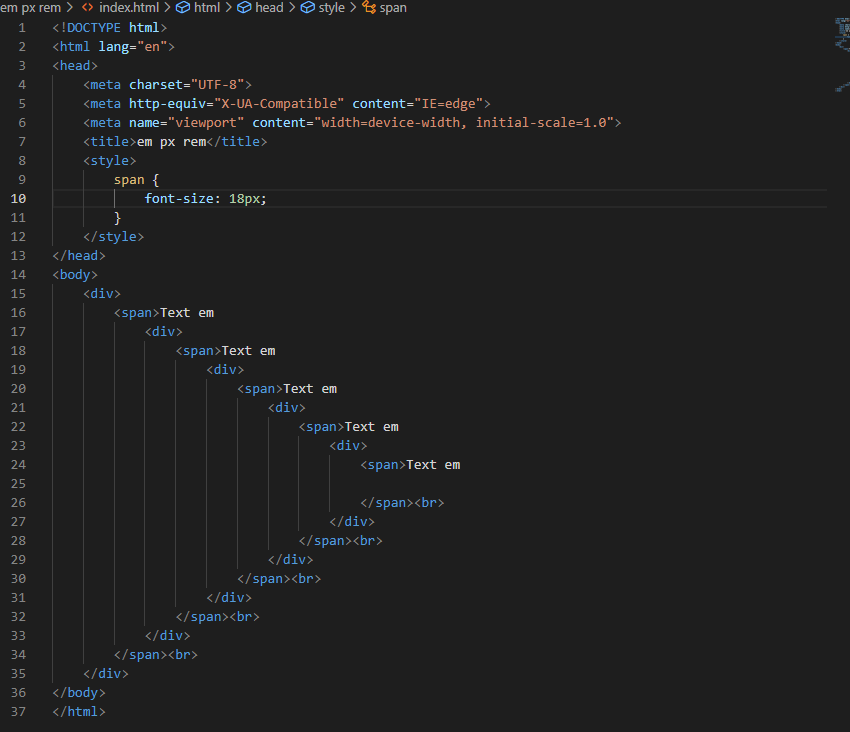 em px rem > index.html > html > head > style > span
1 <!DOCTYPE html>
2 <html lang="en">
3 <head>
4 <meta charset="UTF-8">
5 <meta http-equiv="X-UA-Compatible" content="IE=edge">
6 <meta name="viewport" content="width=device-width, initial-scale=1.0">
7 <title>em px rem</title>
8 <style>
9 span {
10 font-size: 18px;
11 }
12 </style>
13 </head>
14 <body>
15 <div>
16 <span>Text em
17 <div>
18 <span>Text em
19 <div>
20 <span>Text em
21 <div>
22 <span>Text em
23 <div>
24 <span>Text em
25
26 </span><br>
27 </div>
28 </span><br>
29 </div>
30 </span><br>
31 </div>
32 </span><br>
33 </div>
34 </span><br>
35 </div>
36 </body>
37 </html>